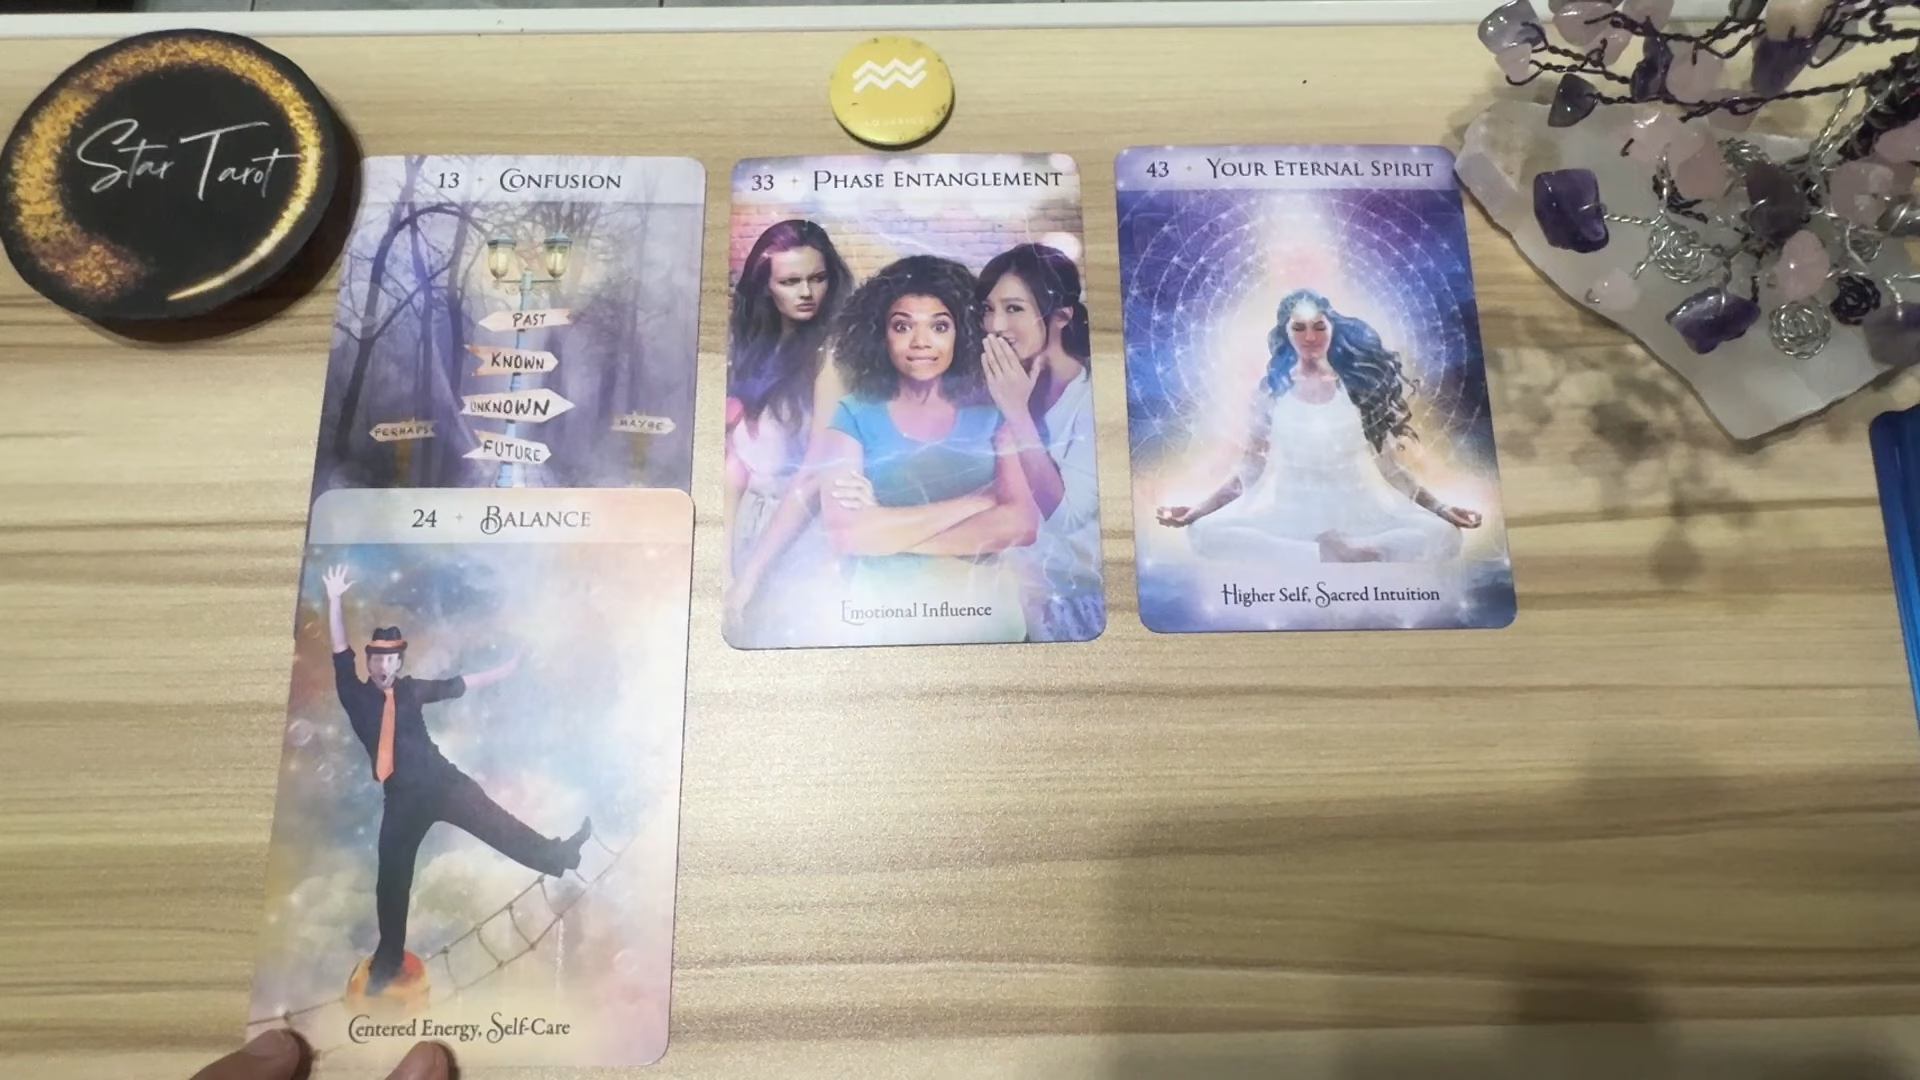 Star Tarot
AQUARIUS
13 CONFUSION
PAST
KNOWN
UNKNOWN
PERHAPS
MAYBE
FUTURE
24 BALANCE
Centered Energy, Self-Care
33 PHASE ENTANGLEMENT
Emotional Influence
43 YOUR ETERNAL SPIRIT
Higher Self, Sacred Intuition